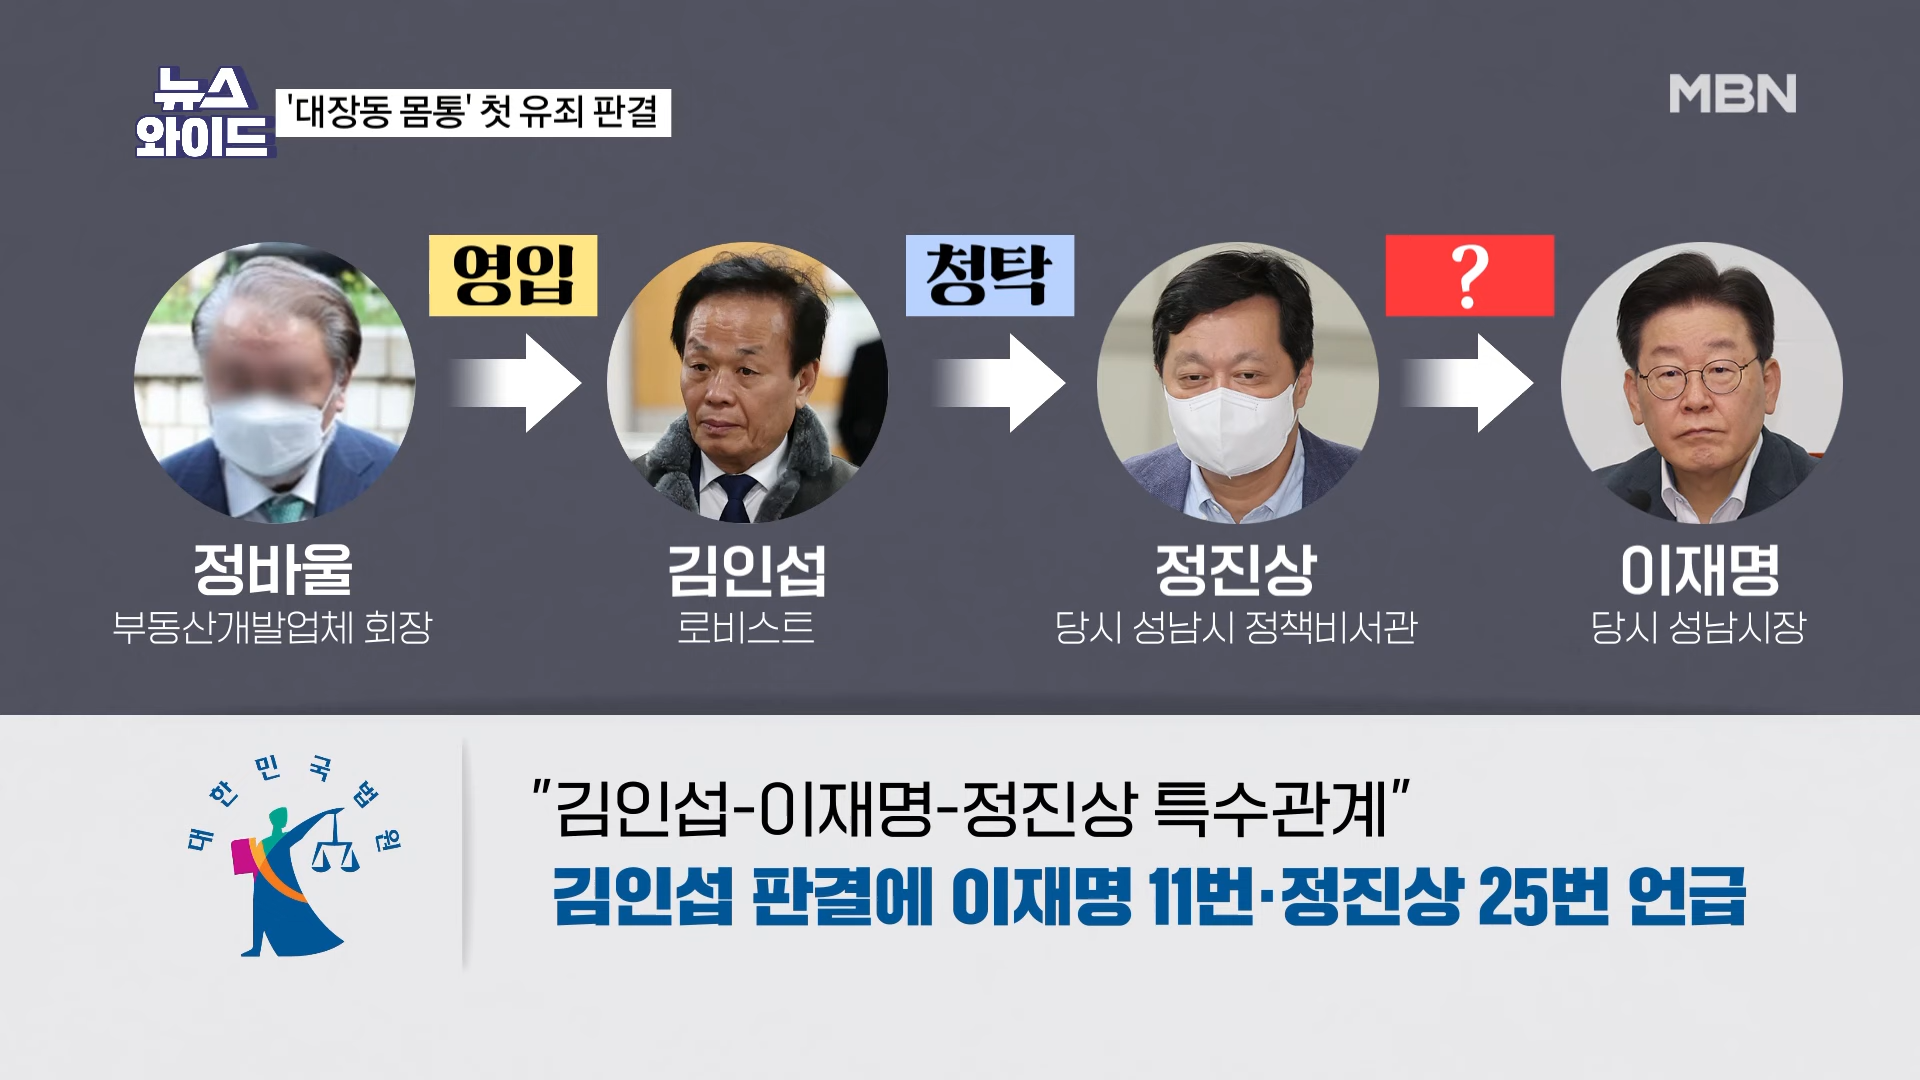 뉴스
와이드
'대장동 몸통' 첫 유죄 판결
MBN
영입
청탁
?
정바울
부동산개발업체 회장
김인섭
로비스트
정진상
당시 성남시 정책비서관
이재명
당시 성남시장
대한민국법원
"김인섭-이재명-정진상 특수관계"
김인섭 판결에 이재명 11번·정진상 25번 언급